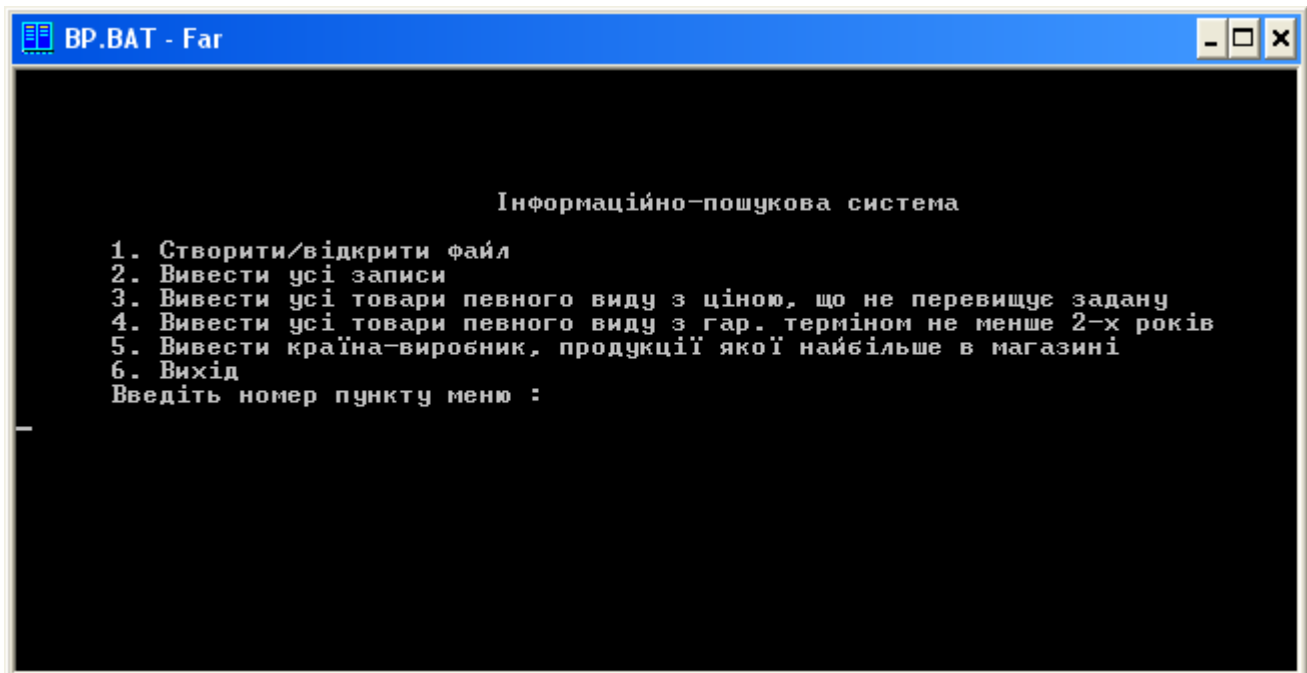 BP.BAT - Far
Інформаційно-пошукова система
1. Створити/відкрити файл
2. Вивести усі записи
3. Вивести усі товари певного виду з ціною, що не перевищує задану
4. Вивести усі товари певного виду з гар. терміном не менше 2-х років
5. Вивести країна-виробник, продукції якої найбільше в магазині
6. Вихід
Введіть номер пункту меню :